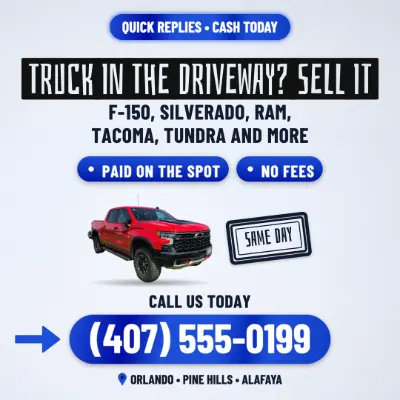 QUICK REPLIES • CASH TODAY
TRUCK IN THE DRIVEWAY? SELL IT
F-150, SILVERADO, RAM,
TACOMA, TUNDRA AND MORE
• PAID ON THE SPOT
• NO FEES
SAME DAY
CALL US TODAY
(407) 555-0199
ORLANDO • PINE HILLS • ALAFAYA